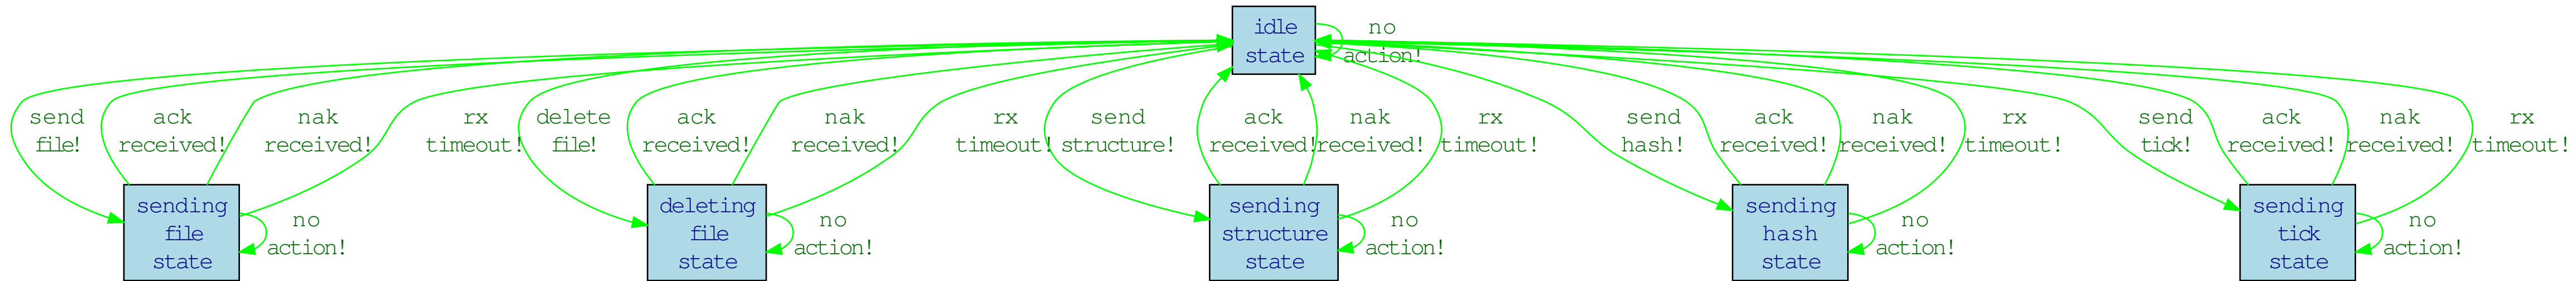 idle
state
no
action!
send
file!
ack
received!
nak
received!
rx
timeout!
delete
file!
ack
received!
nak
received!
rx
timeout!
send
structure!
ack
received!
nak
received!
rx
timeout!
send
hash!
ack
received!
nak
received!
rx
timeout!
send
tick!
ack
received!
nak
received!
rx
timeout!
sending
file
state
no
action!
deleting
file
state
no
action!
sending
structure
state
no
action!
sending
hash
state
no
action!
sending
tick
state
no
action!